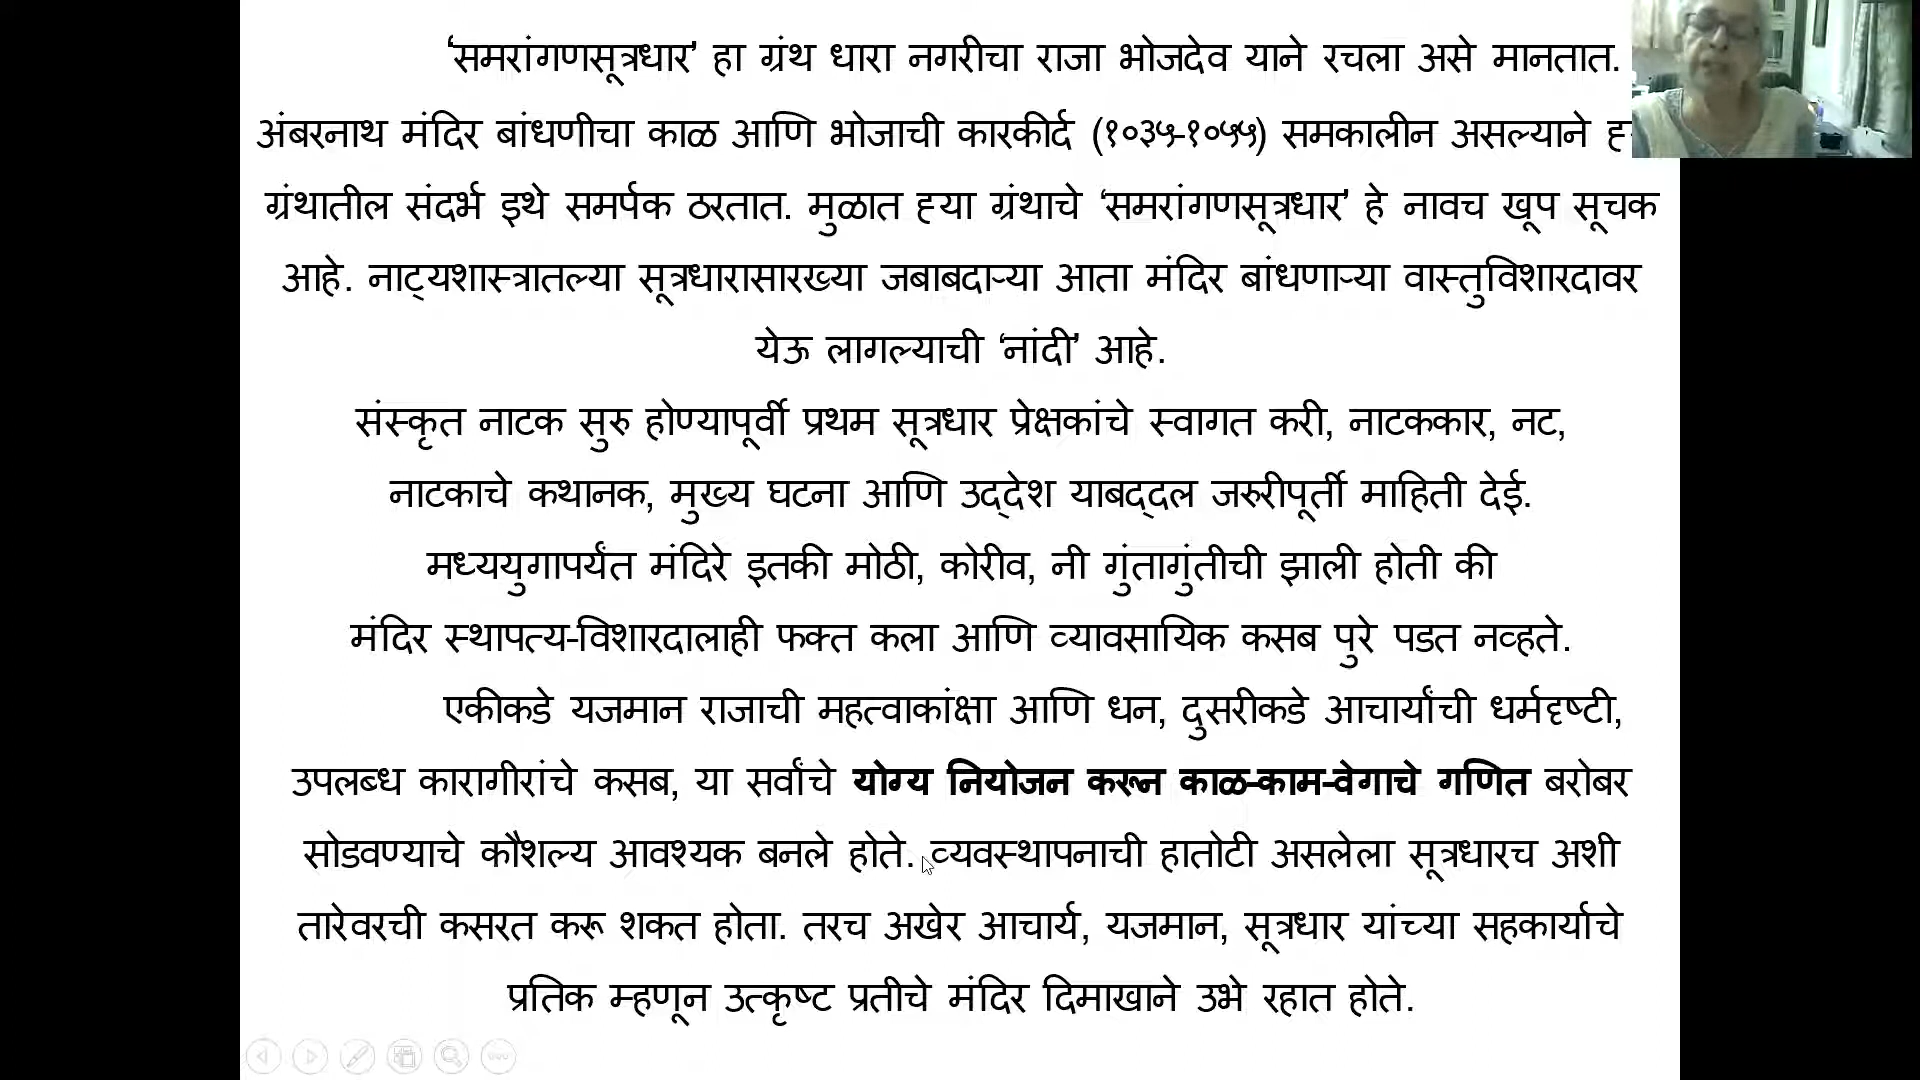 ‘समरांगणसूत्रधार’ हा ग्रंथ धारा नगरीचा राजा भोजदेव याने रचला असे मानतात.
अंबरनाथ मंदिर बांधणीचा काळ आणि भोजाची कारकीर्द (१०३५-१०५५) समकालीन असल्याने
ग्रंथातील संदर्भ इथे समर्पक ठरतात. मुळात ह्या ग्रंथाचे ‘समरांगणसूत्रधार’ हे नावच खूप सूचक
आहे. नाट्यशास्त्रातल्या सूत्रधारासारख्या जबाबदाऱ्या आता मंदिर बांधणाऱ्या वास्तुविशारदावर
येऊ लागल्याची ‘नांदी’ आहे.
संस्कृत नाटक सुरु होण्यापूर्वी प्रथम सूत्रधार प्रेक्षकांचे स्वागत करी, नाटककार, नट,
नाटकाचे कथानक, मुख्य घटना आणि उद्देश याबद्दल जरुरीपूर्ती माहिती देई.
मध्ययुगापर्यंत मंदिरे इतकी मोठी, कोरीव, नी गुंतागुंतीची झाली होती की
मंदिर स्थापत्य-विशारदालाही फक्त कला आणि व्यावसायिक कसब पुरे पडत नव्हते.
एकीकडे यजमान राजाची महत्वाकांक्षा आणि धन, दुसरीकडे आचार्यांची धर्मदृष्टी,
उपलब्ध कारागीरांचे कसब, या सर्वांचे योग्य नियोजन करून काळ-काम-वेगाचे गणित बरोबर
सोडवण्याचे कौशल्य आवश्यक बनले होते. व्यवस्थापनाची हातोटी असलेला सूत्रधारच अशी
तारेवरची कसरत करू शकत होता. तरच अखेर आचार्य, यजमान, सूत्रधार यांच्या सहकार्याचे
प्रतिक म्हणून उत्कृष्ट प्रतीचे मंदिर दिमाखाने उभे रहात होते.